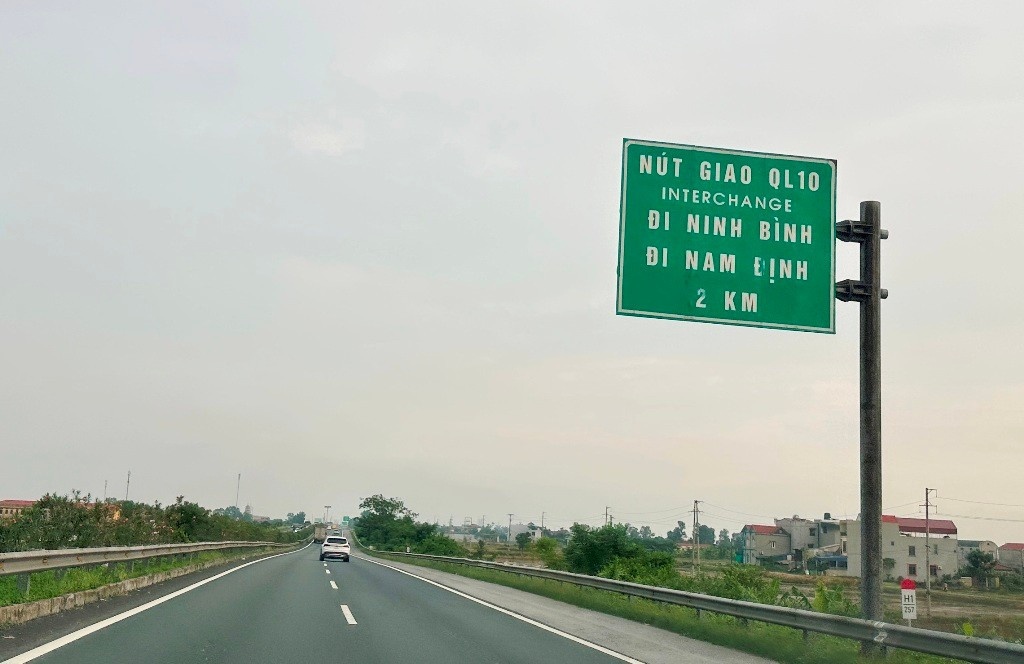 NÚT GIAO QL10
INTERCHANGE
ĐI NINH BÌNH
ĐI NAM ĐỊNH
2 KM
H1
257